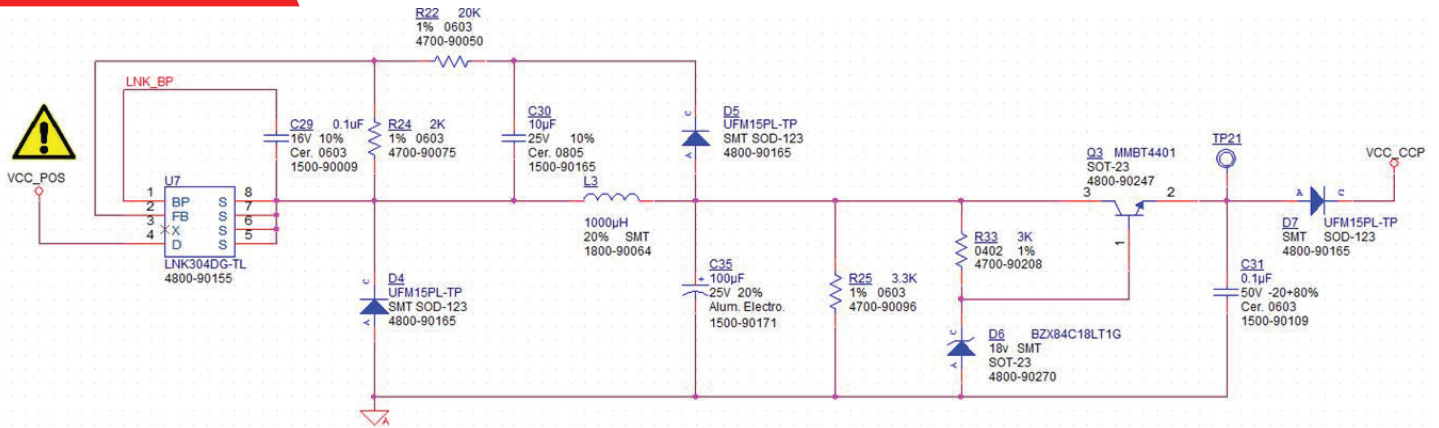 R22 20K
1% 0603
4700-90050
LNK_BP
C29 0.1uF
16V 10%
Cer. 0603
1500-90009
R24 2K
1% 0603
4700-90075
C30
10µF
25V 10%
Cer. 0805
1500-90165
C
D5
UFM15PL-TP
SMT SOD-123
4800-90165
A
Q3 MMBT4401
SOT-23
4800-90247
TP21
VCC_CCP
VCC_POS
U7
1 BP S 8
2 FB S 7
3 X S 6
4 D S 5
LNK304DG-TL
4800-90155
L3
1000µH
20% SMT
1800-90064
3
2
1
A
C
D7 UFM15PL-TP
SMT SOD-123
4800-90165
C
D4
UFM15PL-TP
SMT SOD-123
4800-90165
A
C35
+
100µF
25V 20%
Alum. Electro.
1500-90171
R25 3.3K
1% 0603
4700-90096
R33 3K
0402 1%
4700-90208
C
D6 BZX84C18LT1G
18v SMT
SOT-23
4800-90270
A
C31
0.1µF
50V -20+80%
Cer. 0603
1500-90109
A